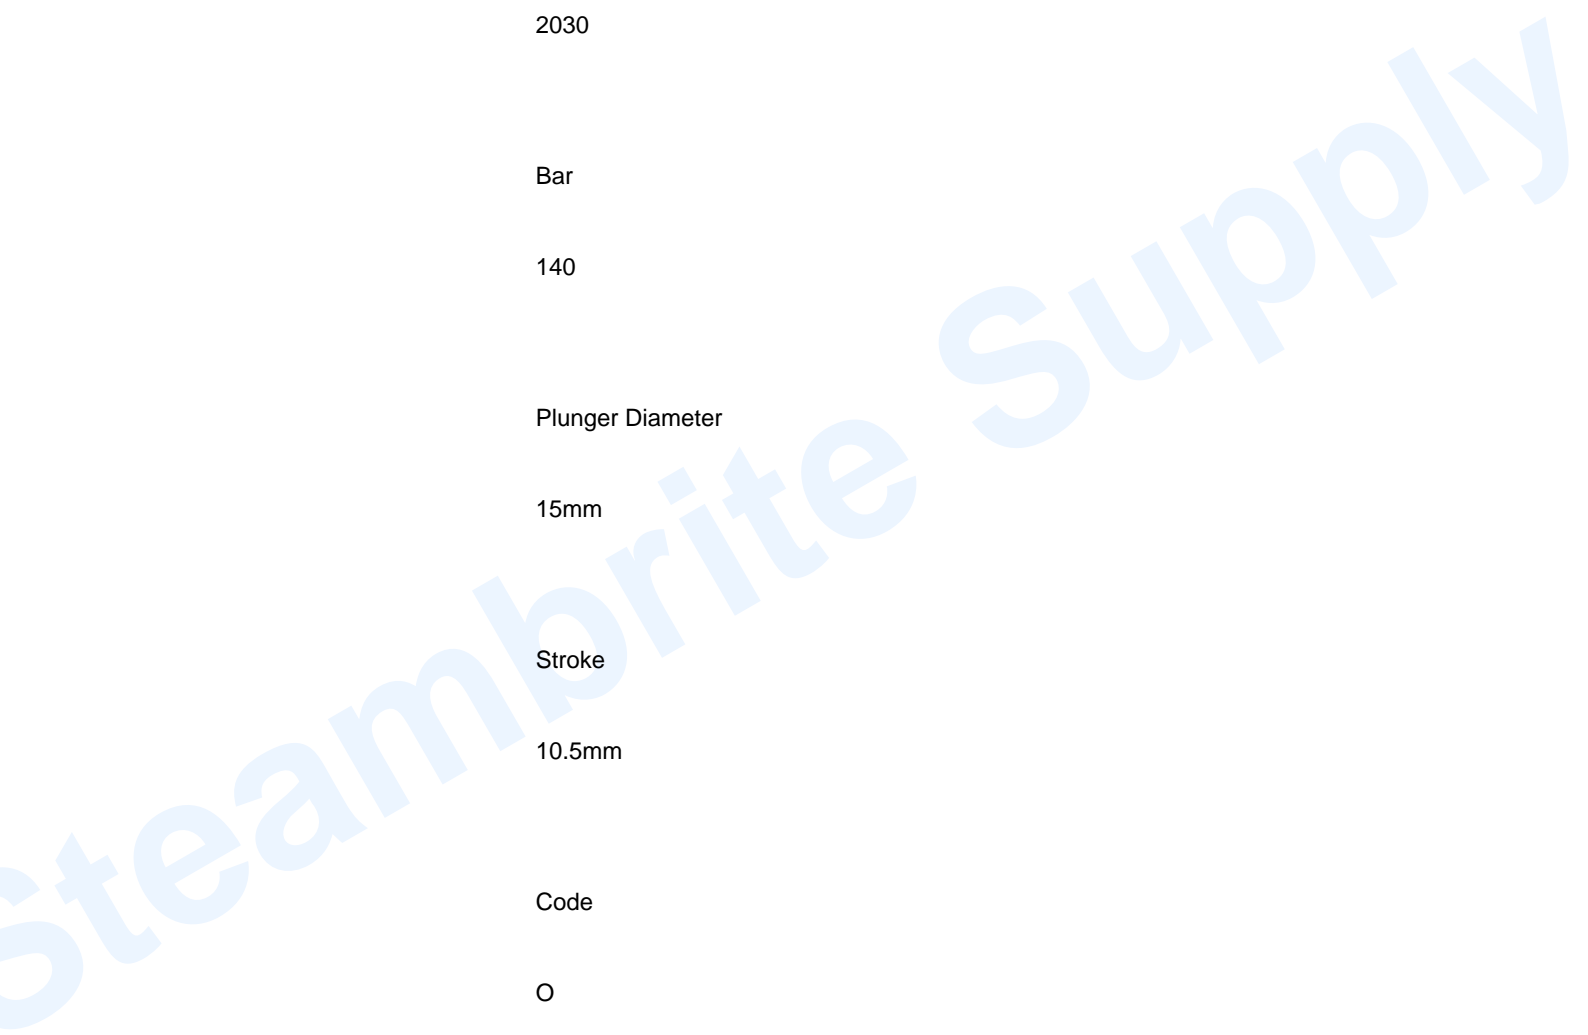 2030
Bar
140
Plunger Diameter
15mm
Stroke
10.5mm
Code
O
Steambrite Supply